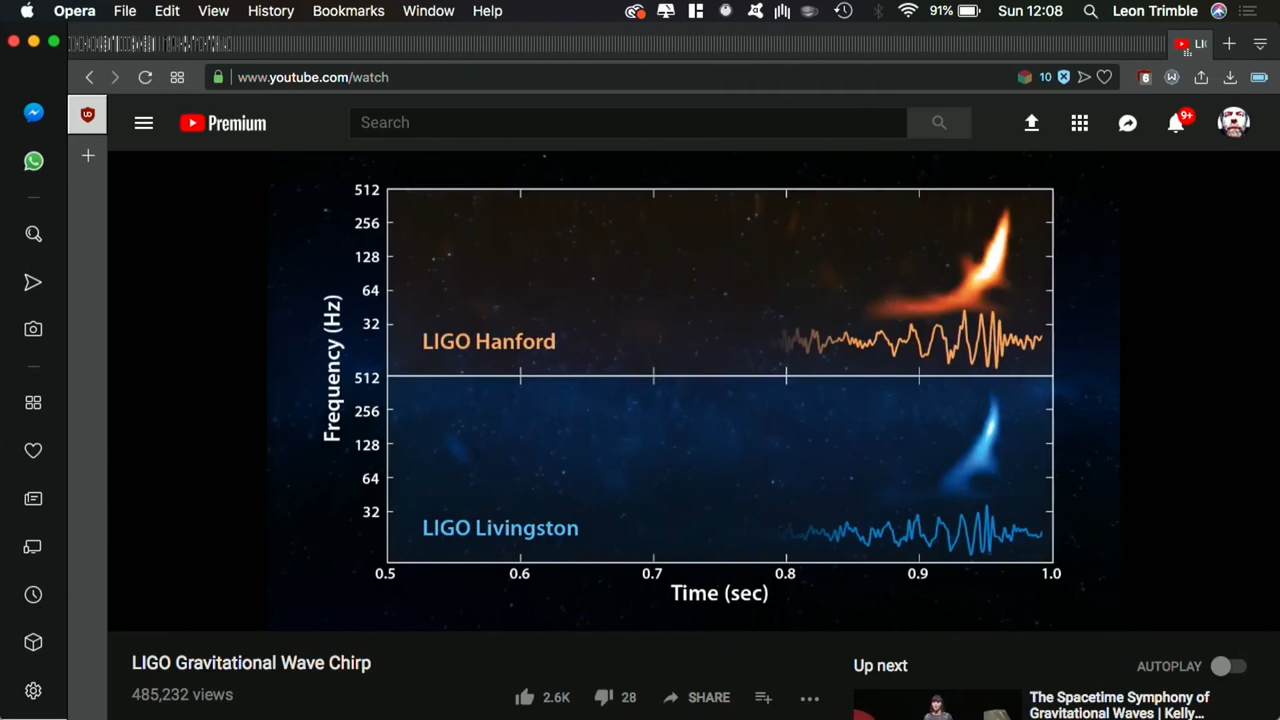 Opera File Edit View History Bookmarks Window Help 91% Sun 12:08 Leon Trimble
LI
www.youtube.com/watch 10 6 W
UD
Premium Search 9+
512
256
128
64
32
LIGO Hanford
512
256
128
64
32
LIGO Livingston
Frequency (Hz)
0.5 0.6 0.7 0.8 0.9 1.0
Time (sec)
LIGO Gravitational Wave Chirp
485,232 views
2.6K 28 SHARE
Up next AUTOPLAY
The Spacetime Symphony of
Gravitational Waves | Kelly...